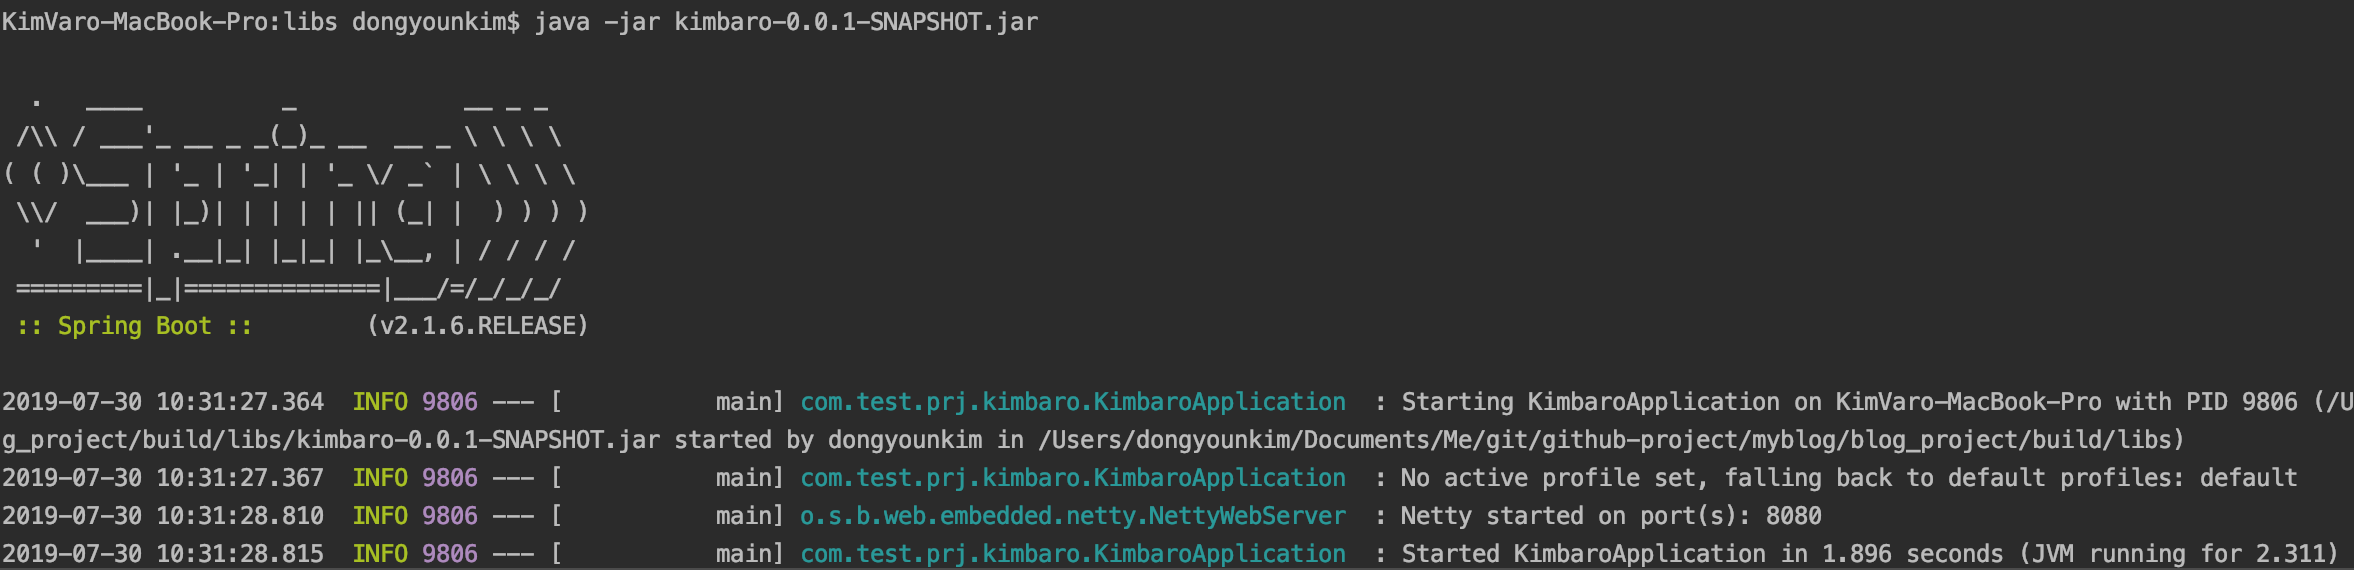 KimVaro-MacBook-Pro:libs dongyounkim$ java -jar kimbaro-0.0.1-SNAPSHOT.jar

  .   ____          _            __ _ _
 /\\ / ___'_ __ _ _(_)_ __  __ _ \ \ \ \
( ( )\___ | '_ | '_| | '_ \/ _` | \ \ \ \
 \\/  ___)| |_)| | | | | || (_| |  ) ) ) )
  '  |____| .__|_| |_|_| |_\__, | / / / /
 =========|_|==============|___/=/_/_/_/
 :: Spring Boot ::        (v2.1.6.RELEASE)

2019-07-30 10:31:27.364  INFO 9806 --- [           main] com.test.prj.kimbaro.KimbaroApplication  : Starting KimbaroApplication on KimVaro-MacBook-Pro with PID 9806 (/U
g_project/build/libs/kimbaro-0.0.1-SNAPSHOT.jar started by dongyounkim in /Users/dongyounkim/Documents/Me/git/github-project/myblog/blog_project/build/libs)
2019-07-30 10:31:27.367  INFO 9806 --- [           main] com.test.prj.kimbaro.KimbaroApplication  : No active profile set, falling back to default profiles: default
2019-07-30 10:31:28.810  INFO 9806 --- [           main] o.s.b.web.embedded.netty.NettyWebServer  : Netty started on port(s): 8080
2019-07-30 10:31:28.815  INFO 9806 --- [           main] com.test.prj.kimbaro.KimbaroApplication  : Started KimbaroApplication in 1.896 seconds (JVM running for 2.311)